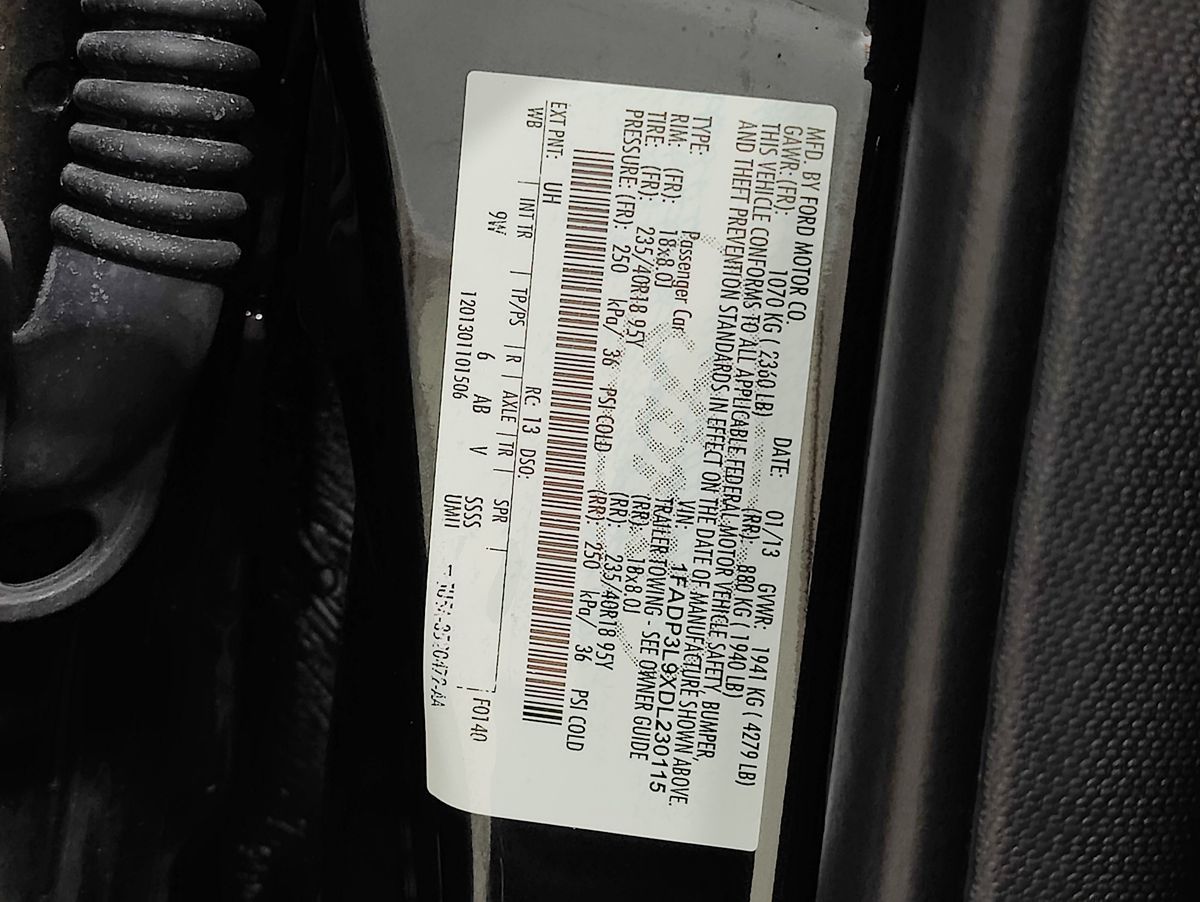 MFD. BY FORD MOTOR CO.
DATE: 01/13 GVWR: 1941 KG ( 4279 LB)
GAWR: (FR): 1070 KG ( 2360 LB) (RR): 880 KG ( 1940 LB)
THIS VEHICLE CONFORMS TO ALL APPLICABLE FEDERAL MOTOR VEHICLE SAFETY, BUMPER,
AND THEFT PREVENTION STANDARDS IN EFFECT ON THE DATE OF MANUFACTURE SHOWN ABOVE.
VIN: 1FADP3L9XDL230115
TYPE: Passenger Car TRAILER TOWING - SEE OWNER GUIDE
RIM: (FR): 18x8.0J (RR): 18x8.0J
TIRE: (FR): 235/40R18 95Y (RR): 235/40R18 95Y
PRESSURE: (FR): 250 kPa/ 36 PSI COLD (RR): 250 kPa/ 36 PSI COLD
EXT PNT: UH RC: 13 DSO: F0140
WB | INT TR | TP/PS | R | AXLE | TR | SPR |
9W 6 AB V SSSS
1201301101506 UMII